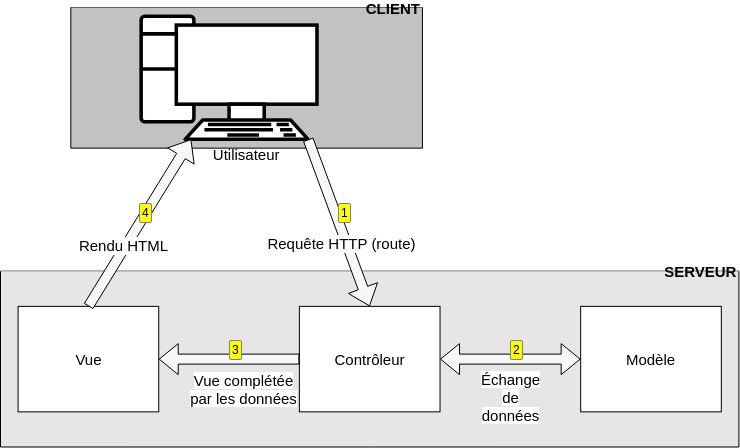 CLIENT
Utilisateur
4
1
Rendu HTML
Requête HTTP (route)
SERVEUR
Vue
3
Contrôleur
2
Modèle
Vue complétée
par les données
Échange
de
données